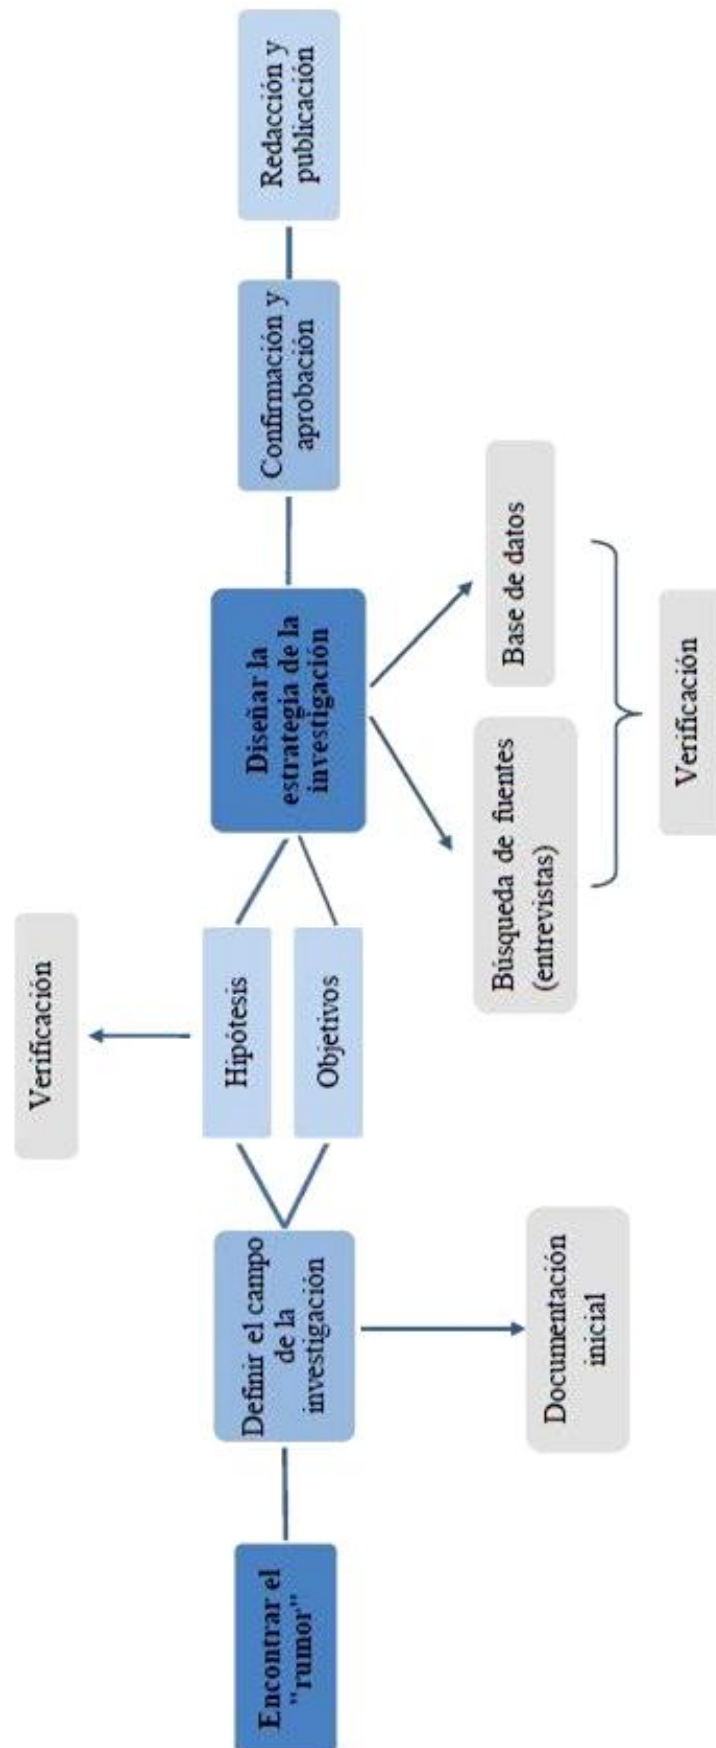 Encontrar el
"rumor"
Definir el campo
de la
investigación
Documentación
inicial
Verificación
Hipótesis
Objetivos
Diseñar la
estrategia de la
investigación
Búsqueda de fuentes
(entrevistas)
Base de datos
Verificación
Confirmación y
aprobación
Redacción y
publicación